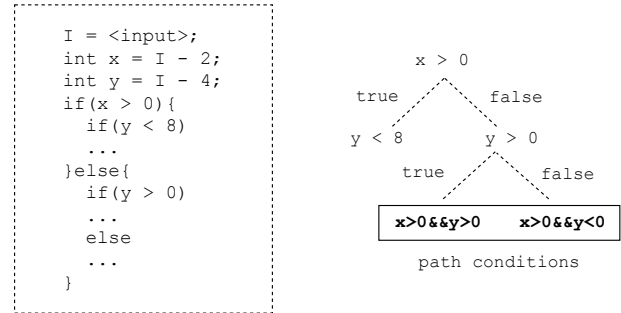 I = <input>;
int x = I - 2;
int y = I - 4;
if(x > 0){
if(y < 8)
...
}else{
if(y > 0)
...
else
...
}
x > 0
true false
y < 8 y > 0
true false
x>0&&y>0 x>0&&y<0
path conditions